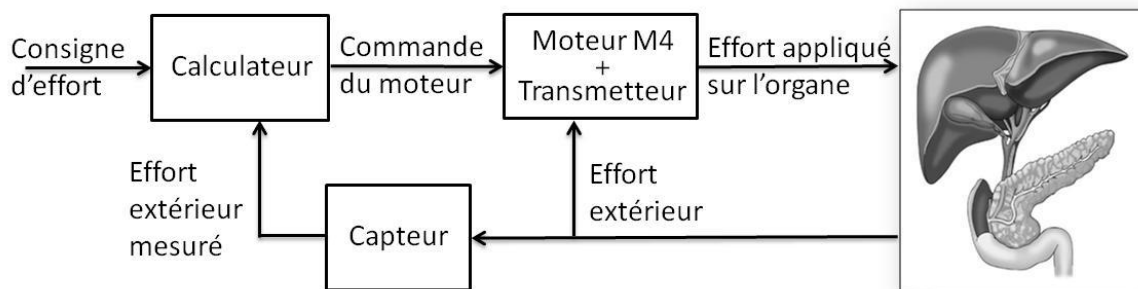 Consigne
d'effort
Calculateur
Commande
du moteur
Moteur M4
+
Transmetteur
Effort appliqué
sur l'organe
Effort
extérieur
mesuré
Capteur
Effort
extérieur